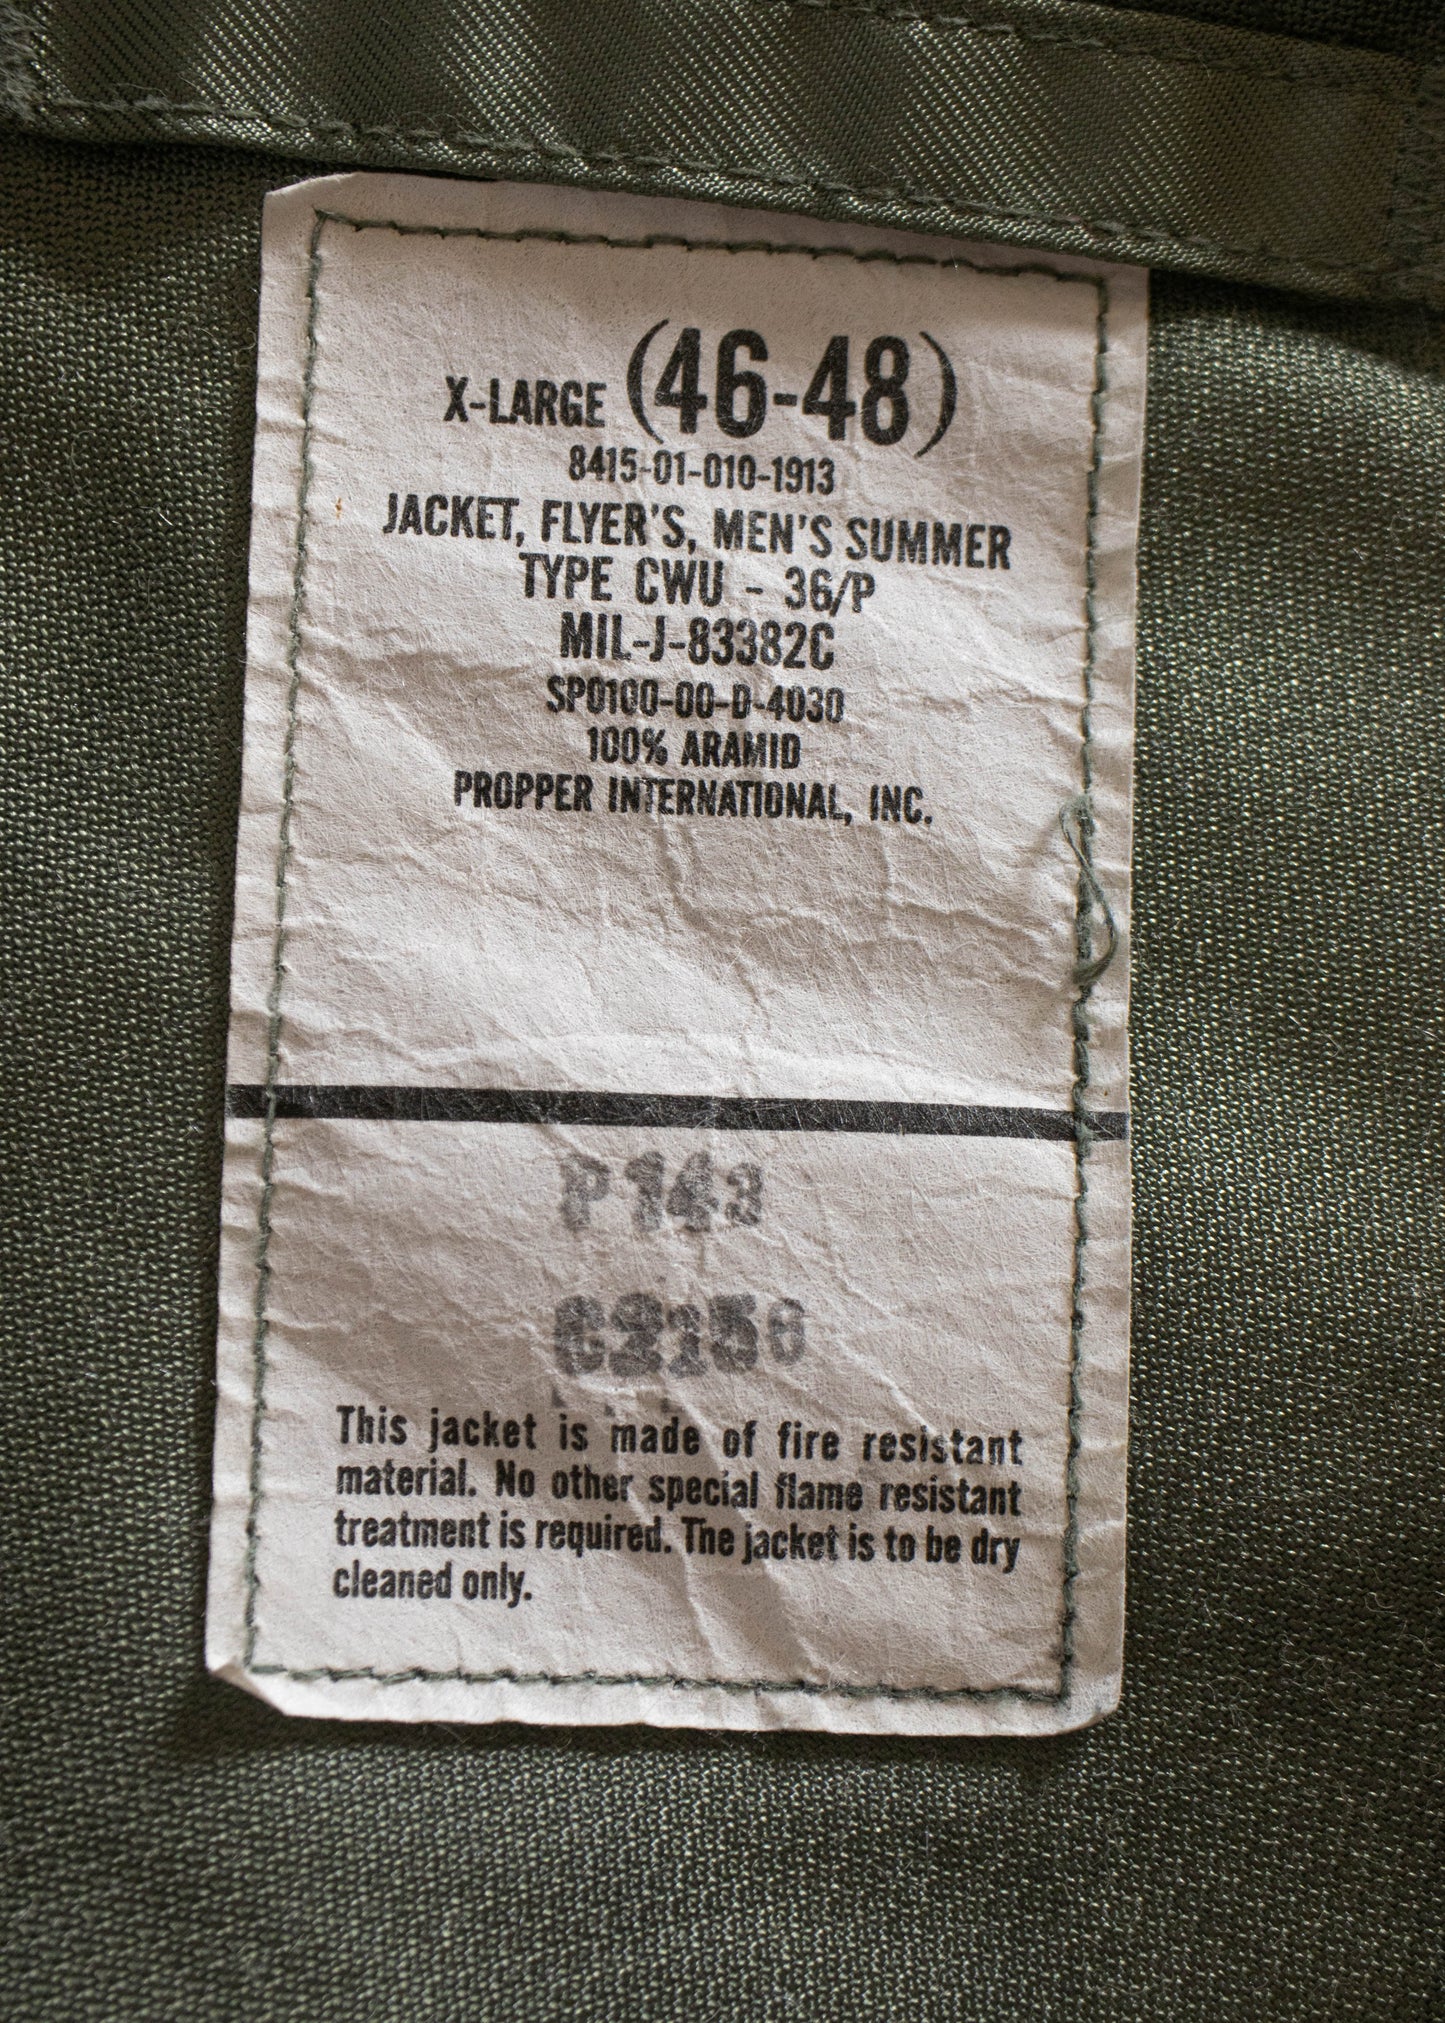 X-LARGE (46-48)
8415-01-010-1913
JACKET, FLYER'S, MEN'S SUMMER
TYPE CWU - 36/P
MIL-J-83382C
SP0100-00-D-4030
100% ARAMID
PROPPER INTERNATIONAL, INC.
P143
This jacket is made of fire resistant
material. No other special flame resistant
treatment is required. The jacket is to be dry
cleaned only.